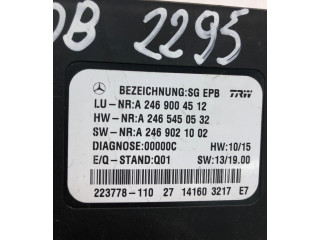 OB 2295
BEZEICHNUNG:SG EPB TRW
LU-NR:A 246 900 45 12
HW-NR:A 246 545 05 32
SW-NR:A 246 902 10 02
DIAGNOSE:00000C HW:10/15
E/Q-STAND:Q01 SW:13/19.00
223778-110 27 14160 3217 E7